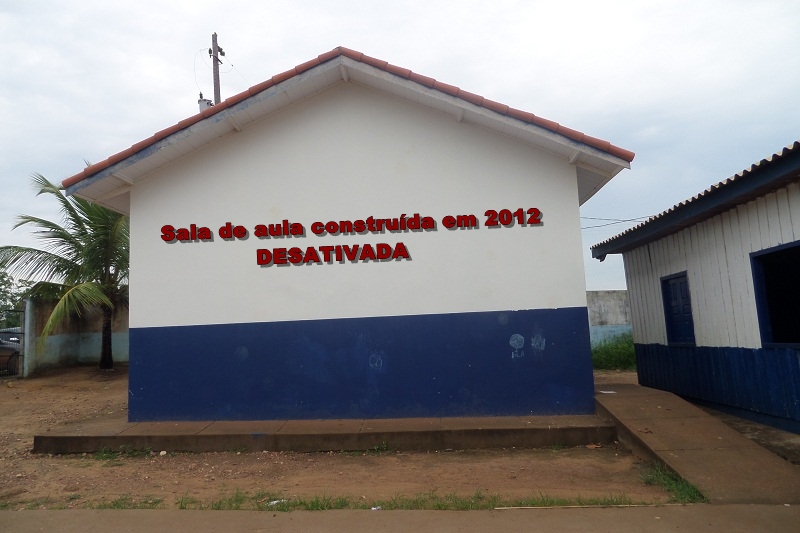 Sala de aula construída em 2012
DESATIVADA